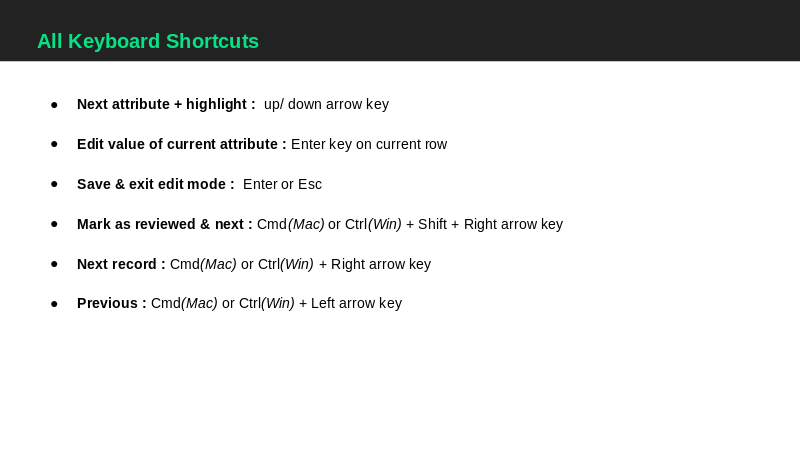 All Keyboard Shortcuts
● Next attribute + highlight :  up/ down arrow key
● Edit value of current attribute : Enter key on current row
● Save & exit edit mode :  Enter or Esc
● Mark as reviewed & next : Cmd(Mac) or Ctrl(Win) + Shift + Right arrow key
● Next record : Cmd(Mac) or Ctrl(Win) + Right arrow key
● Previous : Cmd(Mac) or Ctrl(Win) + Left arrow key